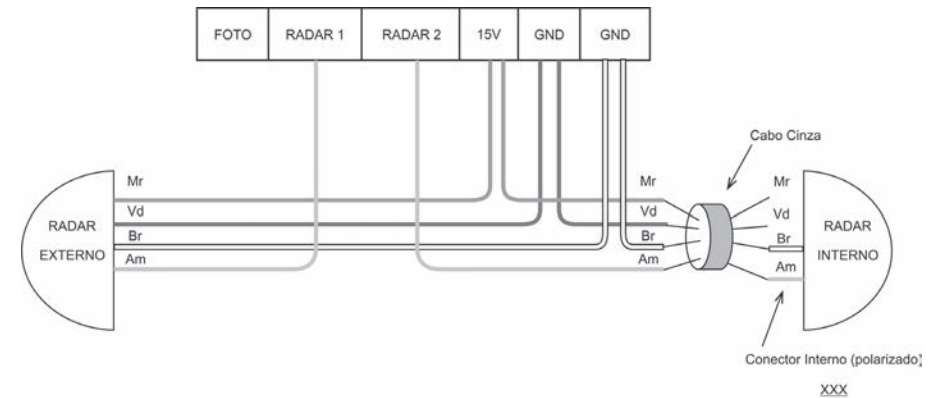 FOTO RADAR 1 RADAR 2 15V GND GND
Cabo Cinza
Mr Mr Mr
Vd Vd Vd
RADAR EXTERNO
RADAR INTERNO
Br Br Br
Am Am Am
Conector Interno (polarizado)
XXX